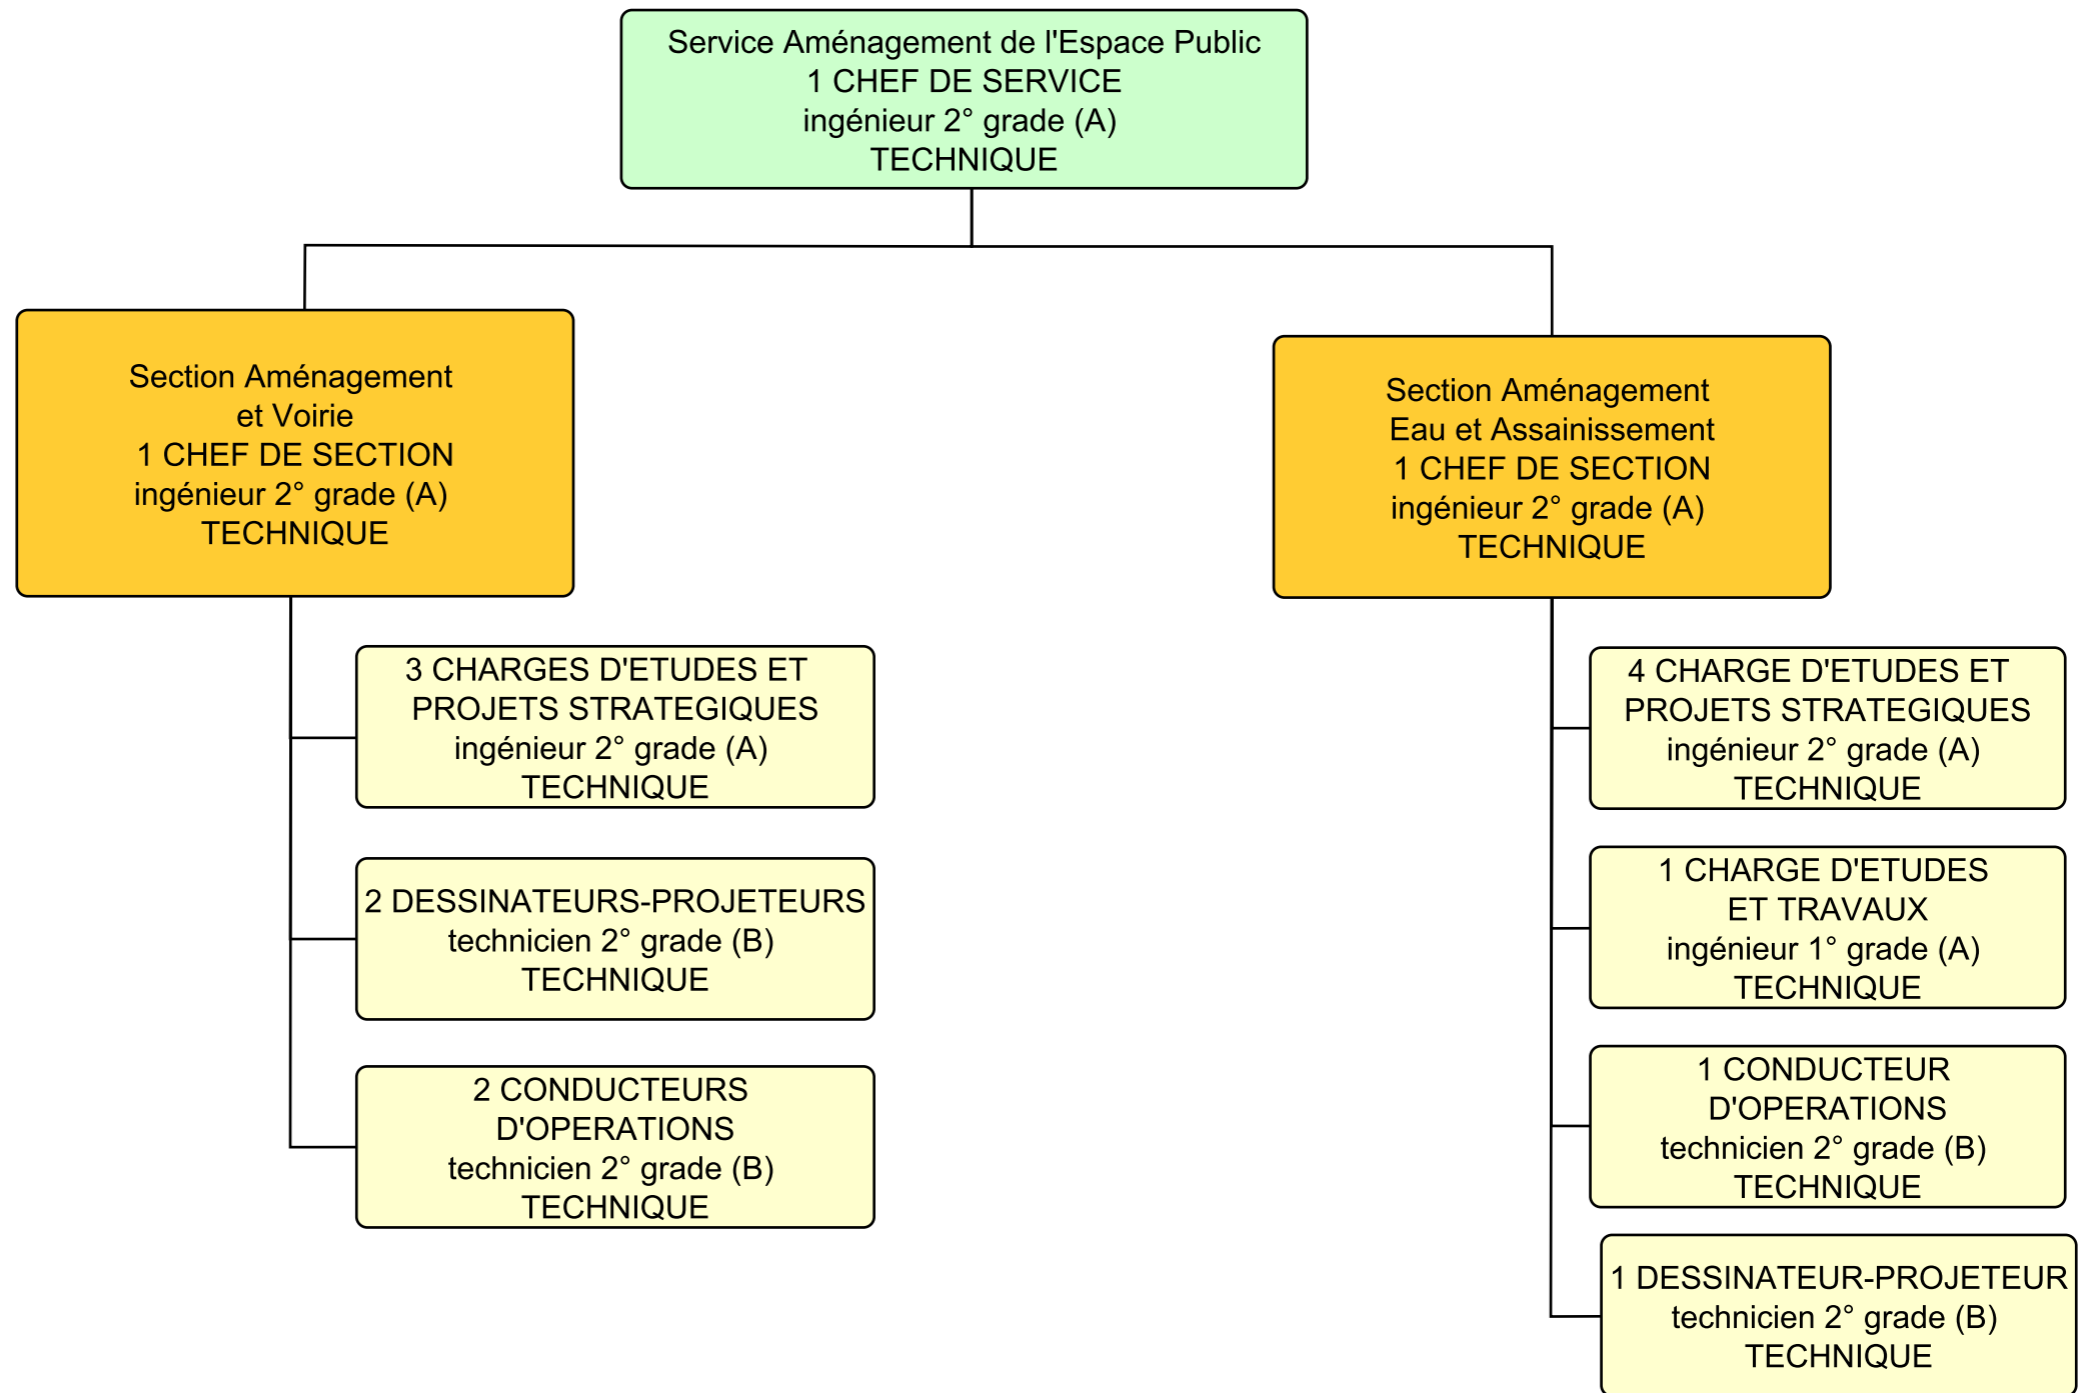 Service Aménagement de l'Espace Public
1 CHEF DE SERVICE
ingénieur 2° grade (A)
TECHNIQUE
Section Aménagement
et Voirie
1 CHEF DE SECTION
ingénieur 2° grade (A)
TECHNIQUE
3 CHARGES D'ETUDES ET
PROJETS STRATEGIQUES
ingénieur 2° grade (A)
TECHNIQUE
2 DESSINATEURS-PROJETEURS
technicien 2° grade (B)
TECHNIQUE
2 CONDUCTEURS
D'OPERATIONS
technicien 2° grade (B)
TECHNIQUE
Section Aménagement
Eau et Assainissement
1 CHEF DE SECTION
ingénieur 2° grade (A)
TECHNIQUE
4 CHARGE D'ETUDES ET
PROJETS STRATEGIQUES
ingénieur 2° grade (A)
TECHNIQUE
1 CHARGE D'ETUDES
ET TRAVAUX
ingénieur 1° grade (A)
TECHNIQUE
1 CONDUCTEUR
D'OPERATIONS
technicien 2° grade (B)
TECHNIQUE
1 DESSINATEUR-PROJETEUR
technicien 2° grade (B)
TECHNIQUE